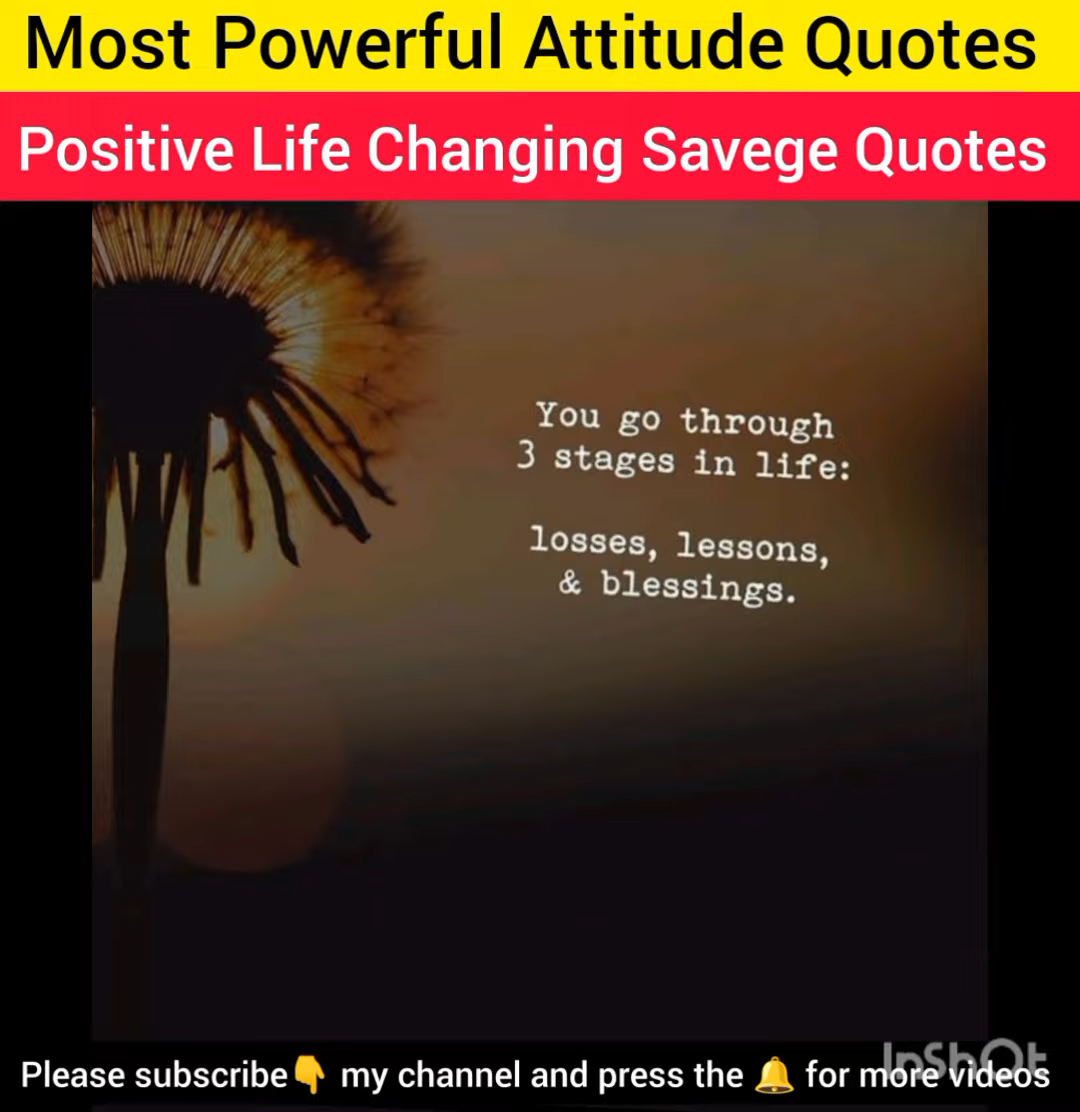 Most Powerful Attitude Quotes
Positive Life Changing Savege Quotes
You go through
3 stages in life:
losses, lessons,
& blessings.
InShOt
Please subscribe👇 my channel and press the 🔔 for more videos